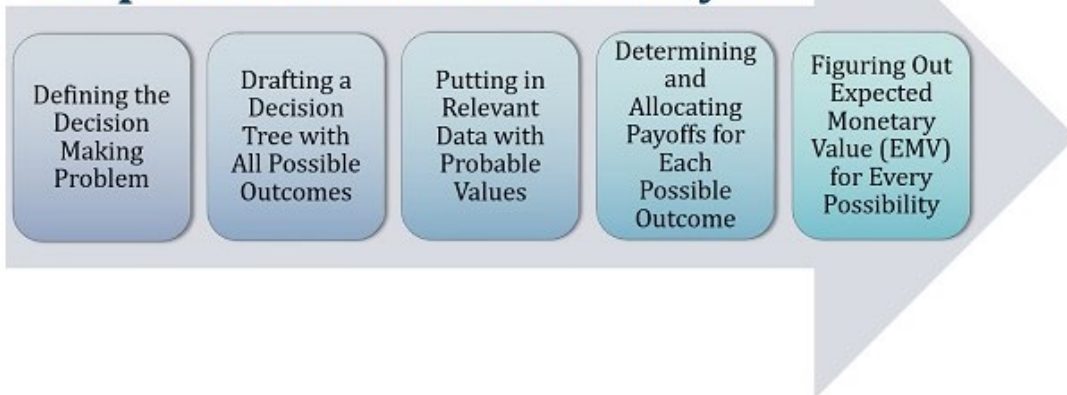 Defining the
Decision
Making
Problem
Drafting a
Decision
Tree with
All Possible
Outcomes
Putting in
Relevant
Data with
Probable
Values
Determining
and
Allocating
Payoffs for
Each
Possible
Outcome
Figuring Out
Expected
Monetary
Value (EMV)
for Every
Possibility